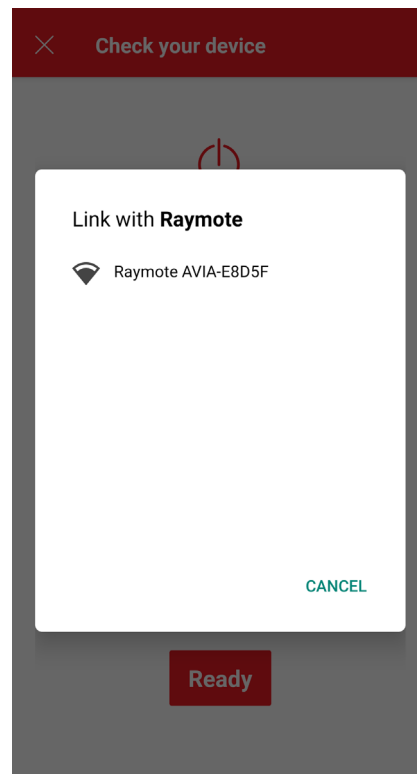 Check your device
Link with Raymote
Raymote AVIA-E8D5F
CANCEL
Ready